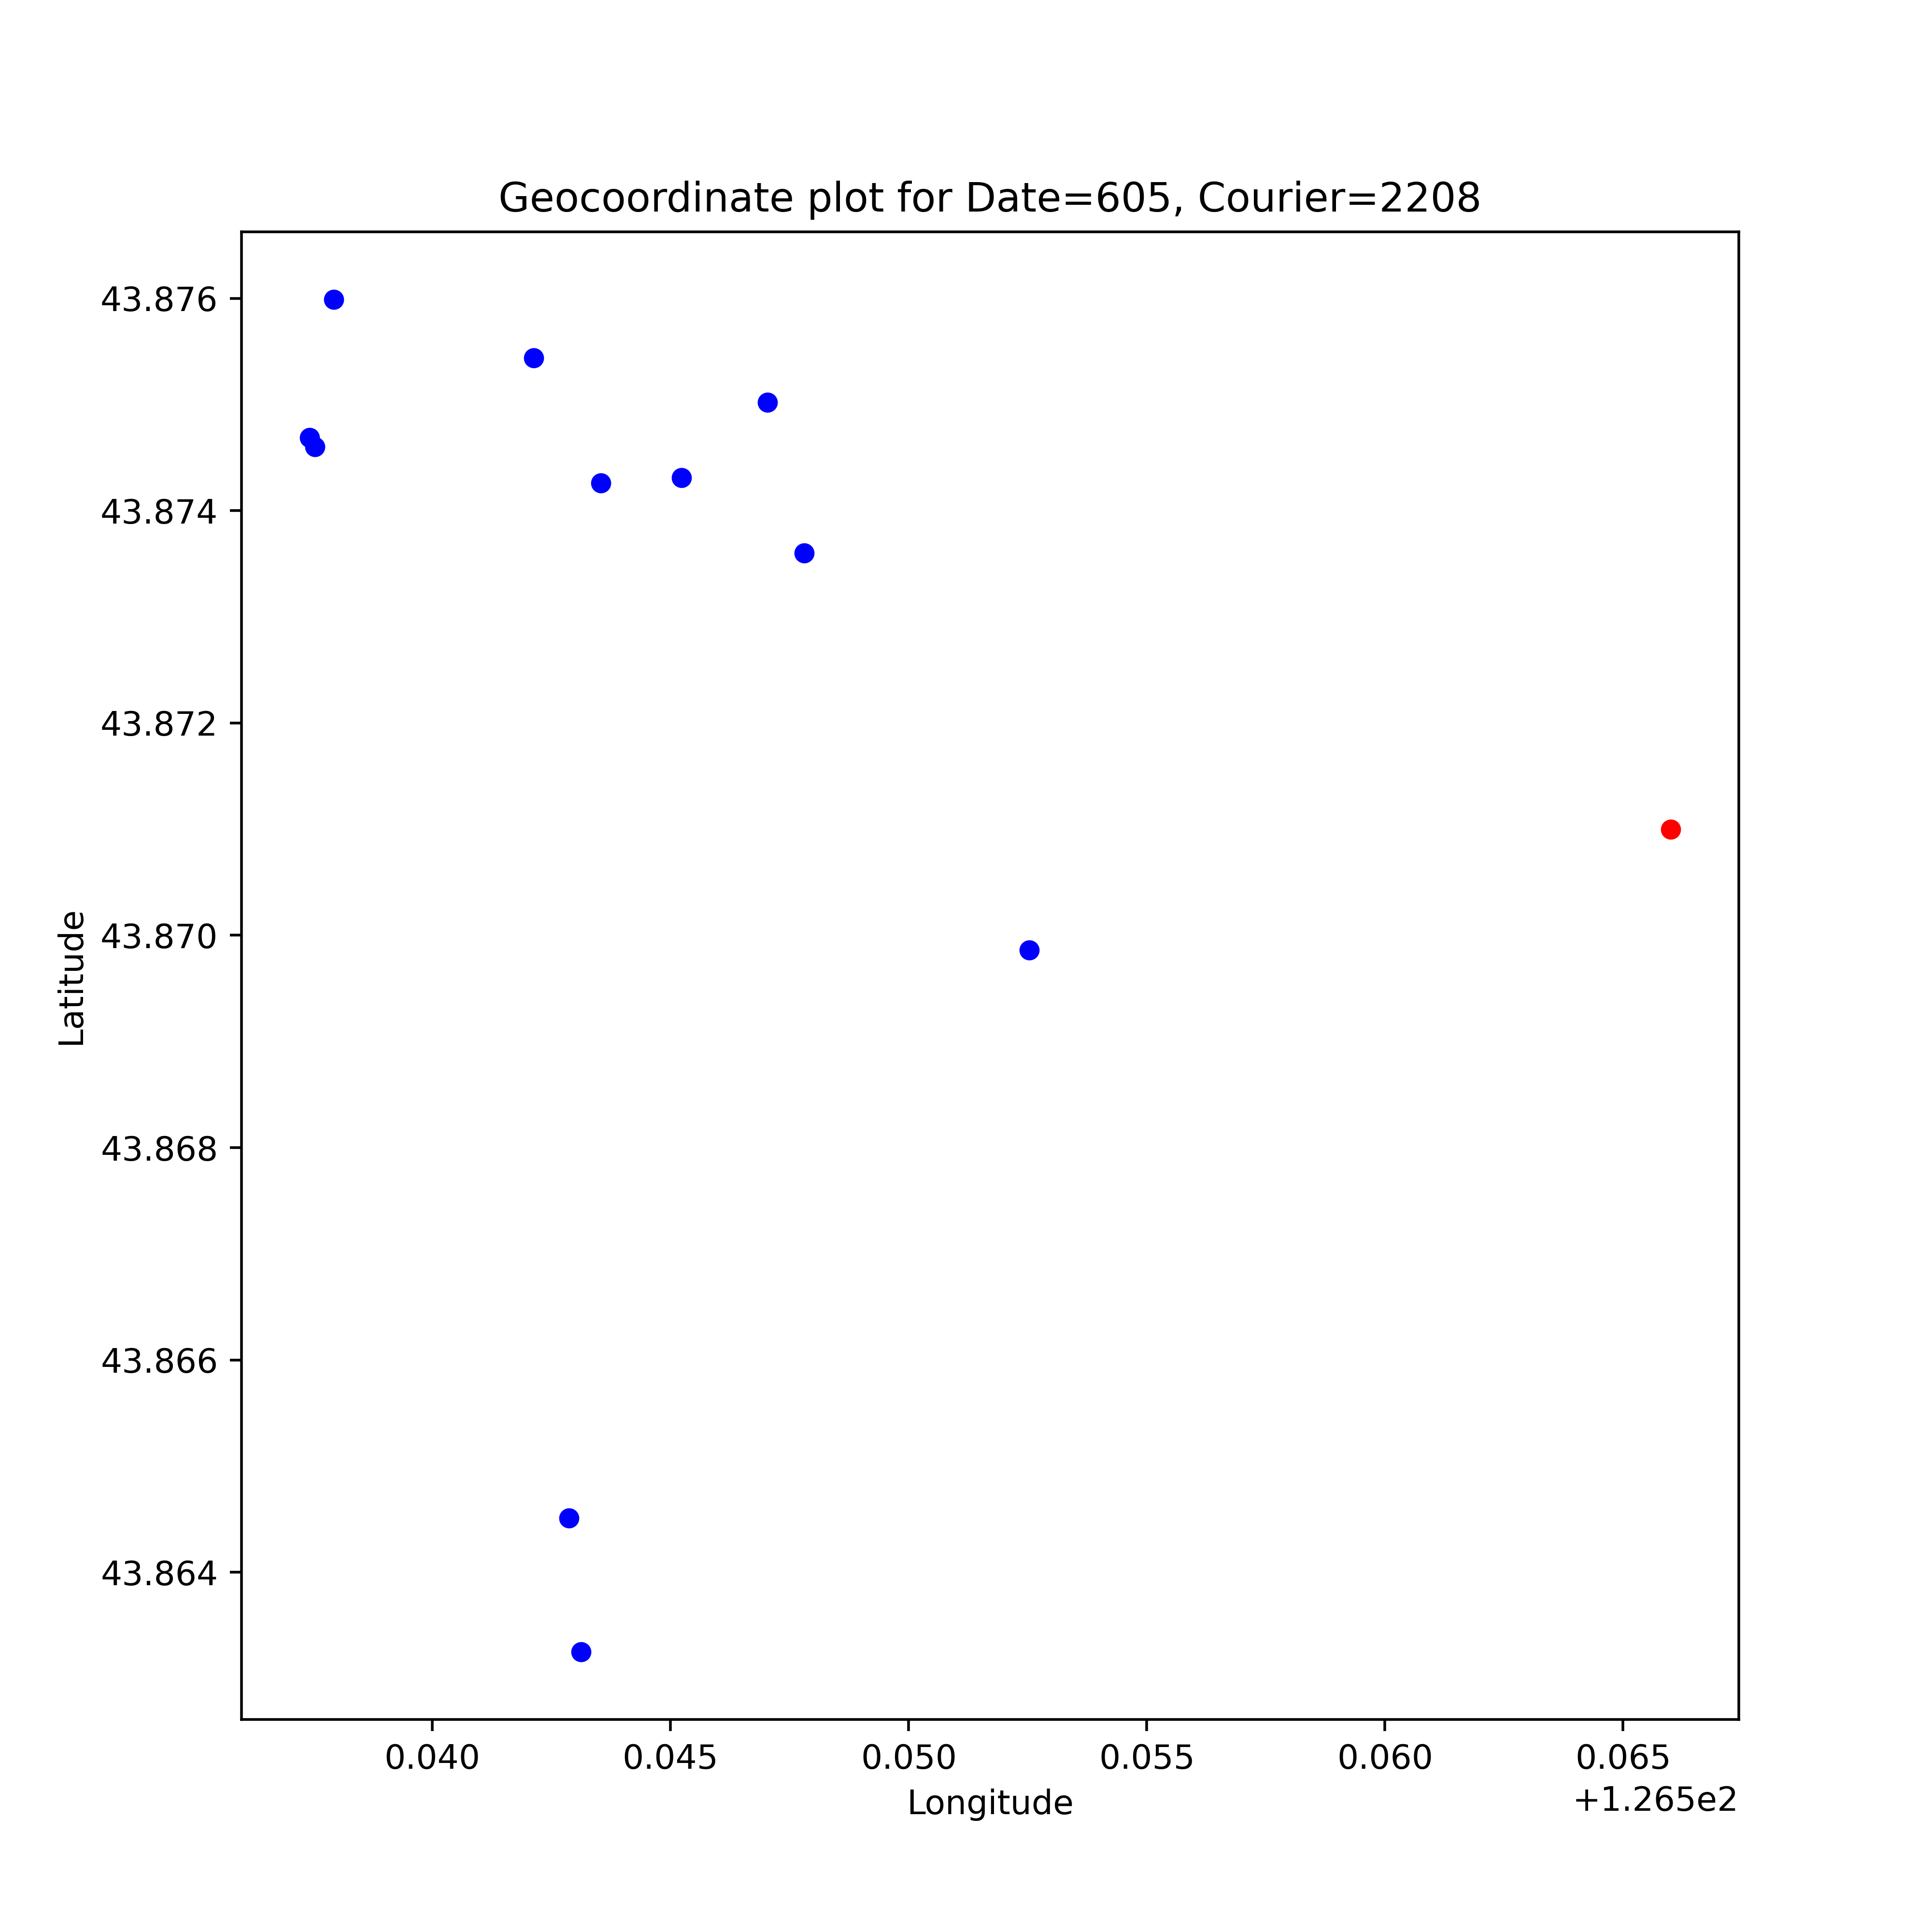 Geocoordinate plot for Date=605, Courier=2208
43.876
43.874
43.872
43.870
43.868
43.866
43.864
Latitude
0.040 0.045 0.050 0.055 0.060 0.065
+1.265e2
Longitude